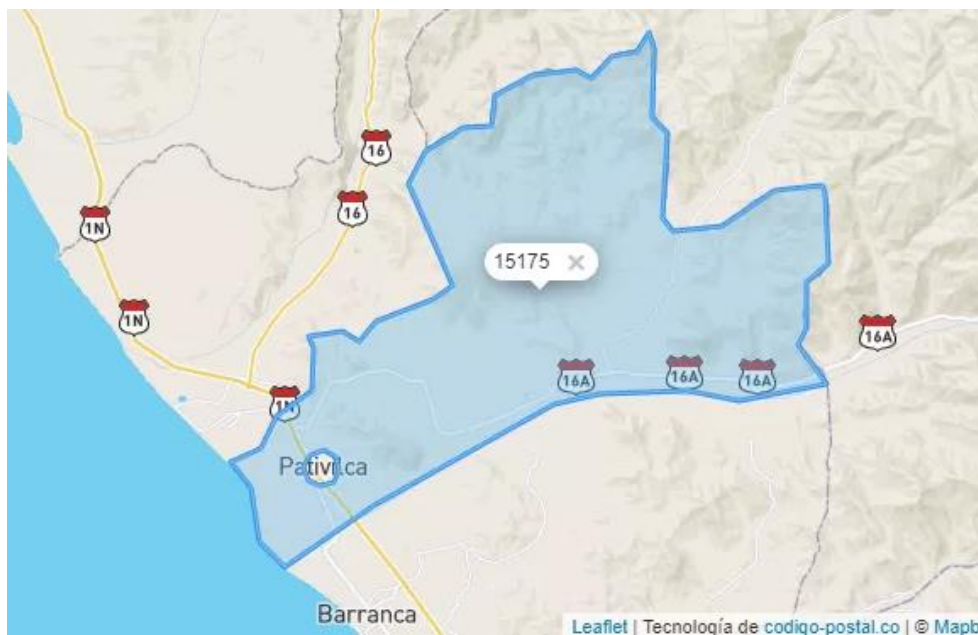 16
16
1N
15175 ×
1N
16A
16A
16A
16A
1N
Pativilca
Barranca
Leaflet | Tecnología de codigo-postal.co | © Mapb